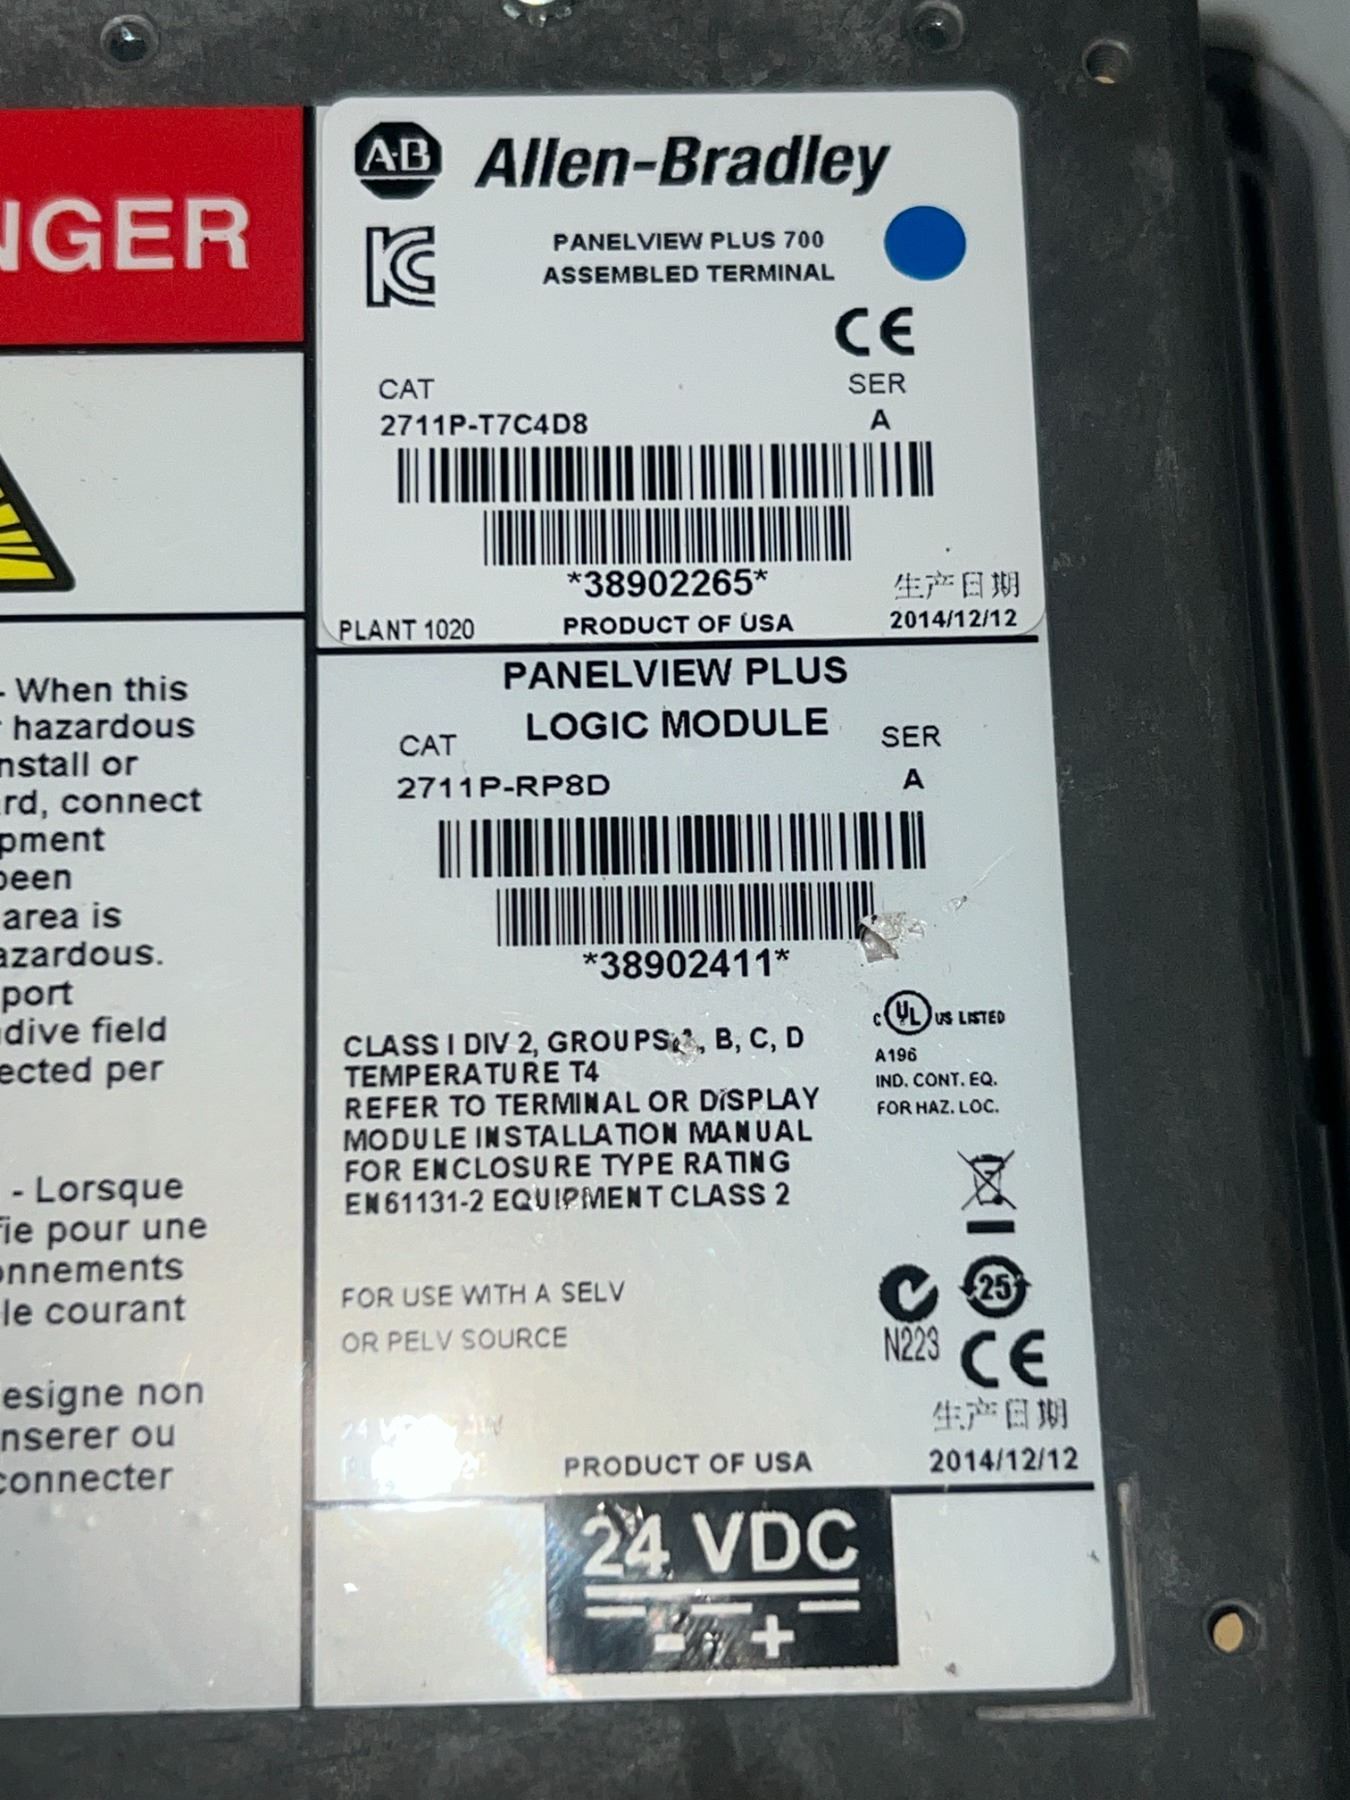 NGER
- When this
hazardous
nstall or
rd, connect
pment
been
area is
azardous.
port
dive field
ected per
- Lorsque
fie pour une
onnements
le courant
esigne non
nserer ou
connecter
A-B Allen-Bradley
PANELVIEW PLUS 700
ASSEMBLED TERMINAL
CE
CAT SER
2711P-T7C4D8 A
*38902265*
生产日期
PLANT 1020 PRODUCT OF USA 2014/12/12
PANELVIEW PLUS
LOGIC MODULE
CAT SER
2711P-RP8D A
*38902411*
CLASS I DIV 2, GROUPS , B, C, D
TEMPERATURE T4
REFER TO TERMINAL OR DISPLAY
MODULE INSTALLATION MANUAL
FOR ENCLOSURE TYPE RATING
EN61131-2 EQUIPMENT CLASS 2
C UL US LISTED
A196
IND. CONT. EQ.
FOR HAZ. LOC.
FOR USE WITH A SELV
OR PELV SOURCE
25
N223
CE
生产日期
24
PRODUCT OF USA 2014/12/12
24 VDC
- +